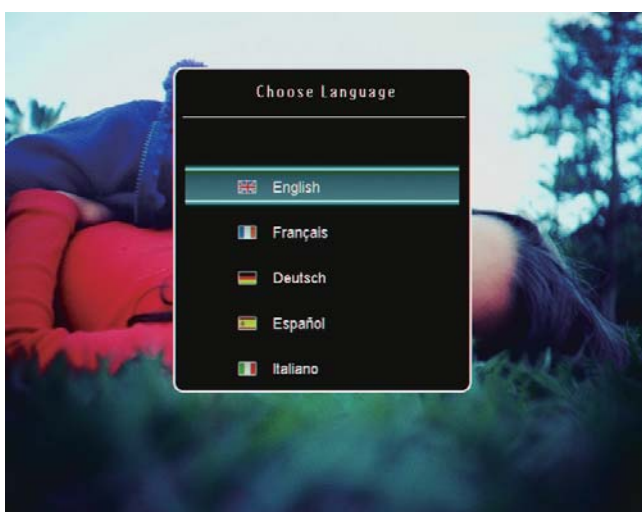 Choose Language
English
Français
Deutsch
Español
Italiano